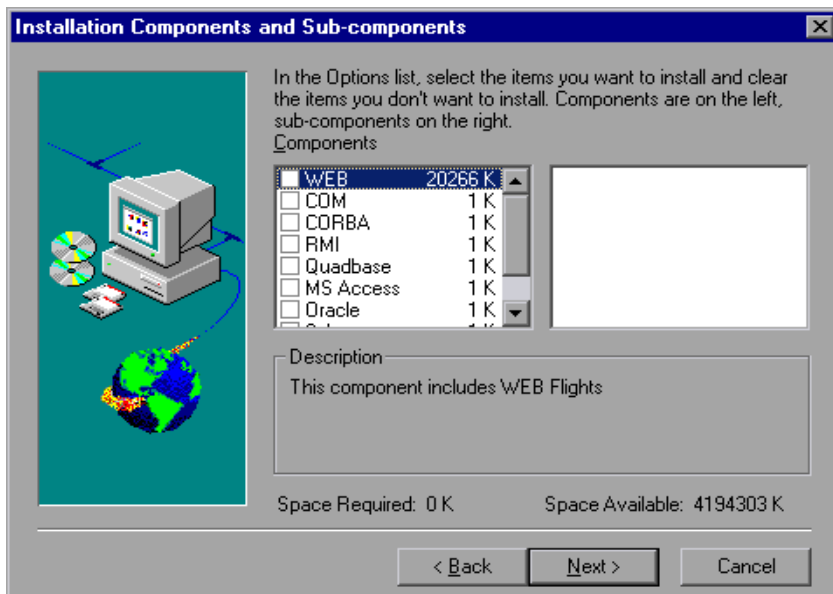 Installation Components and Sub-components
In the Options list, select the items you want to install and clear
the items you don't want to install. Components are on the left,
sub-components on the right.
Components
WEB 20266 K
COM 1 K
CORBA 1 K
RMI 1 K
Quadbase 1 K
MS Access 1 K
Oracle 1 K
1 K
Description
This component includes WEB Flights
Space Required: 0 K Space Available: 4194303 K
< Back Next > Cancel